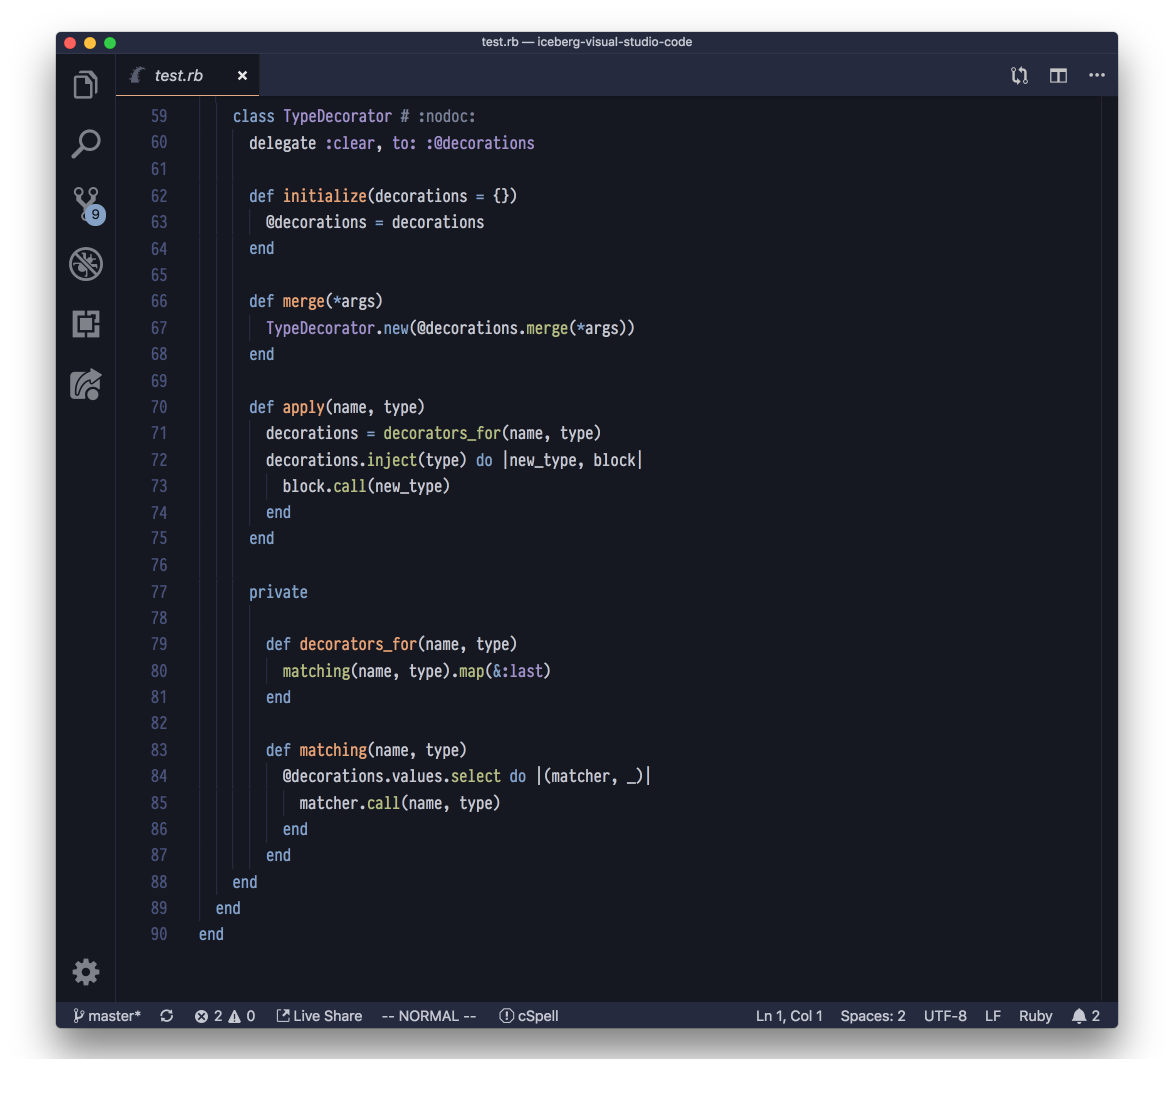 test.rb — iceberg-visual-studio-code
test.rb ×
59 class TypeDecorator # :nodoc:
60 delegate :clear, to: :@decorations
61
62 def initialize(decorations = {})
63 @decorations = decorations
64 end
65
66 def merge(*args)
67 TypeDecorator.new(@decorations.merge(*args))
68 end
69
70 def apply(name, type)
71 decorations = decorators_for(name, type)
72 decorations.inject(type) do |new_type, block|
73 block.call(new_type)
74 end
75 end
76
77 private
78
79 def decorators_for(name, type)
80 matching(name, type).map(&:last)
81 end
82
83 def matching(name, type)
84 @decorations.values.select do |(matcher, _)|
85 matcher.call(name, type)
86 end
87 end
88 end
89 end
90 end
9
master* 2 0 Live Share -- NORMAL -- cSpell Ln 1, Col 1 Spaces: 2 UTF-8 LF Ruby 2